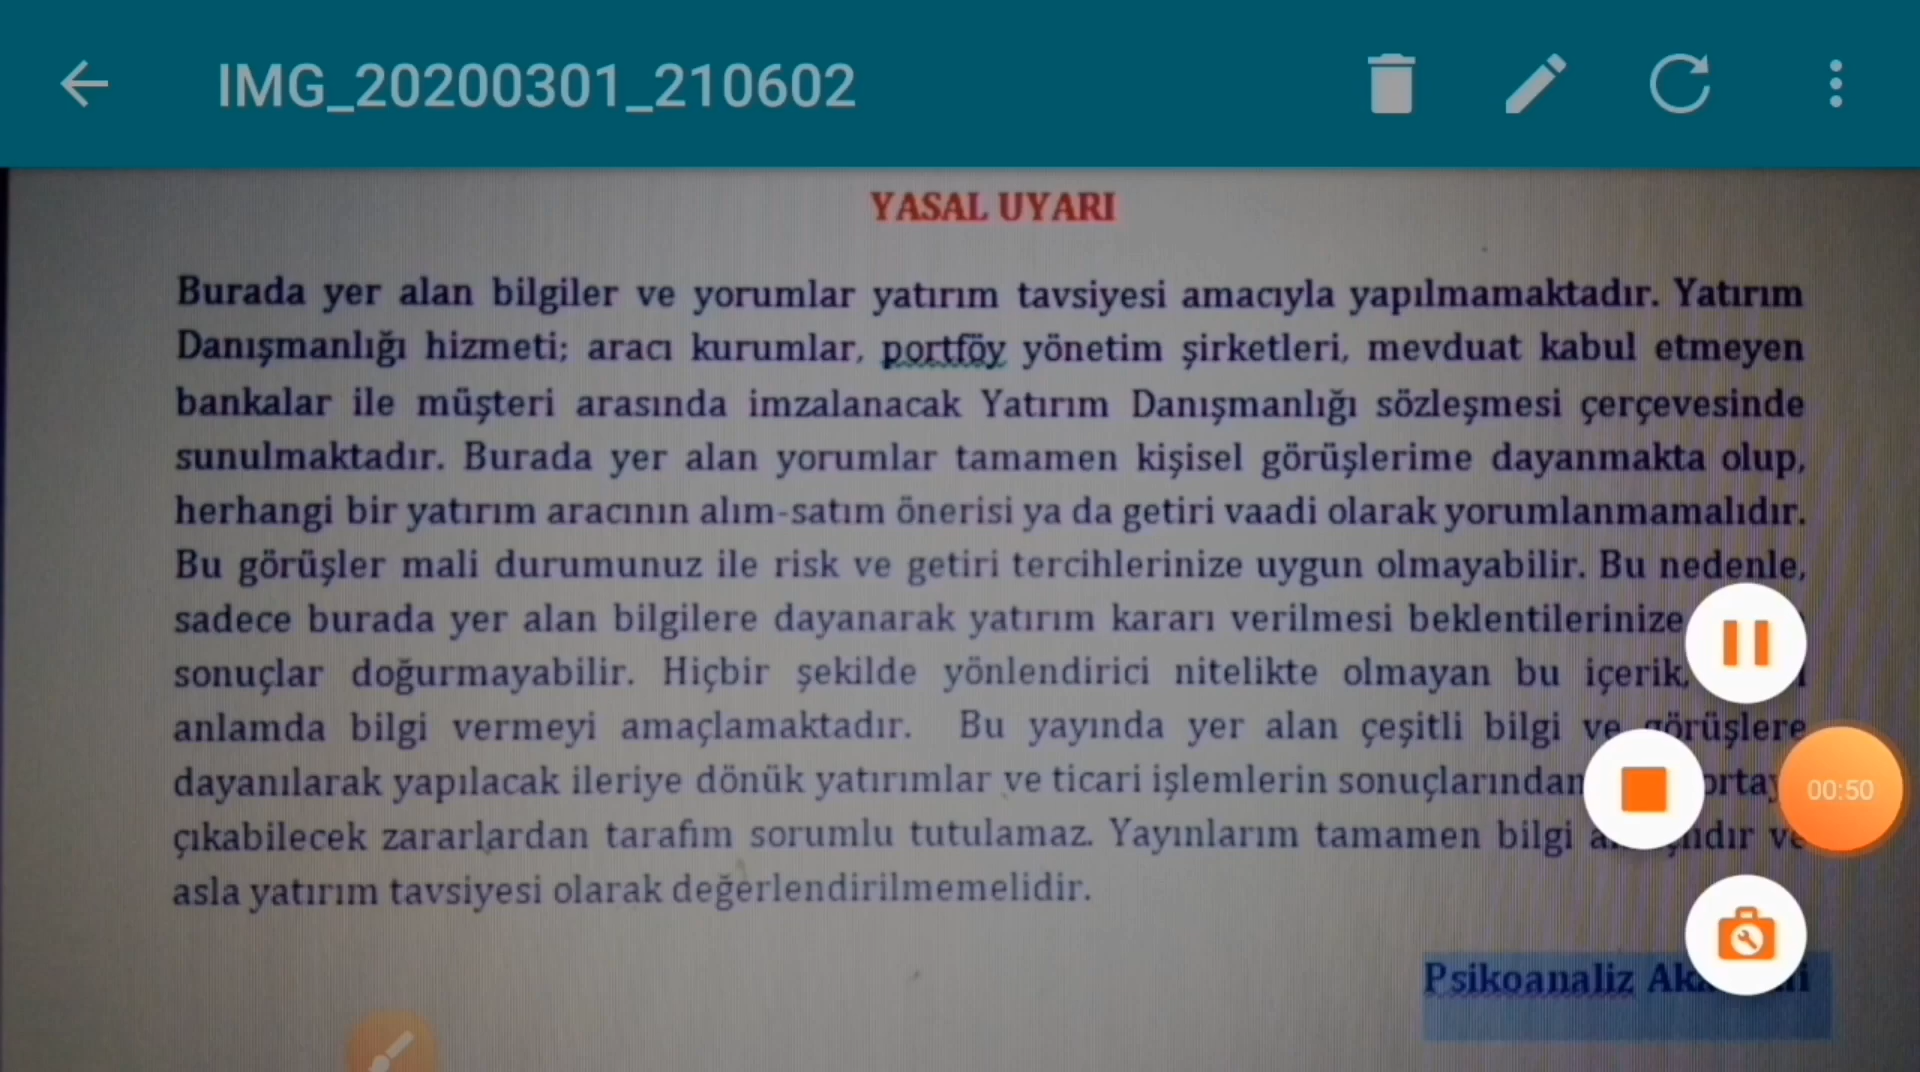 IMG_20200301_210602
YASAL UYARI
Burada yer alan bilgiler ve yorumlar yatırım tavsiyesi amacıyla yapılmamaktadır. Yatırım
Danışmanlığı hizmeti; aracı kurumlar, portföy yönetim şirketleri, mevduat kabul etmeyen
bankalar ile müşteri arasında imzalanacak Yatırım Danışmanlığı sözleşmesi çerçevesinde
sunulmaktadır. Burada yer alan yorumlar tamamen kişisel görüşlerime dayanmakta olup,
herhangi bir yatırım aracının alım-satım önerisi ya da getiri vaadi olarak yorumlanmamalıdır.
Bu görüşler mali durumunuz ile risk ve getiri tercihlerinize uygun olmayabilir. Bu nedenle,
sadece burada yer alan bilgilere dayanarak yatırım kararı verilmesi beklentilerinize
sonuçlar doğurmayabilir. Hiçbir şekilde yönlendirici nitelikte olmayan bu içerik,
anlamda bilgi vermeyi amaçlamaktadır. Bu yayında yer alan çeşitli bilgi ve görüşlere
dayanılarak yapılacak ileriye dönük yatırımlar ve ticari işlemlerin sonuçlarından
00:50
çıkabilecek zararlardan tarafım sorumlu tutulamaz. Yayınlarım tamamen bilgi ve
asla yatırım tavsiyesi olarak değerlendirilmemelidir.
Psikoanaliz